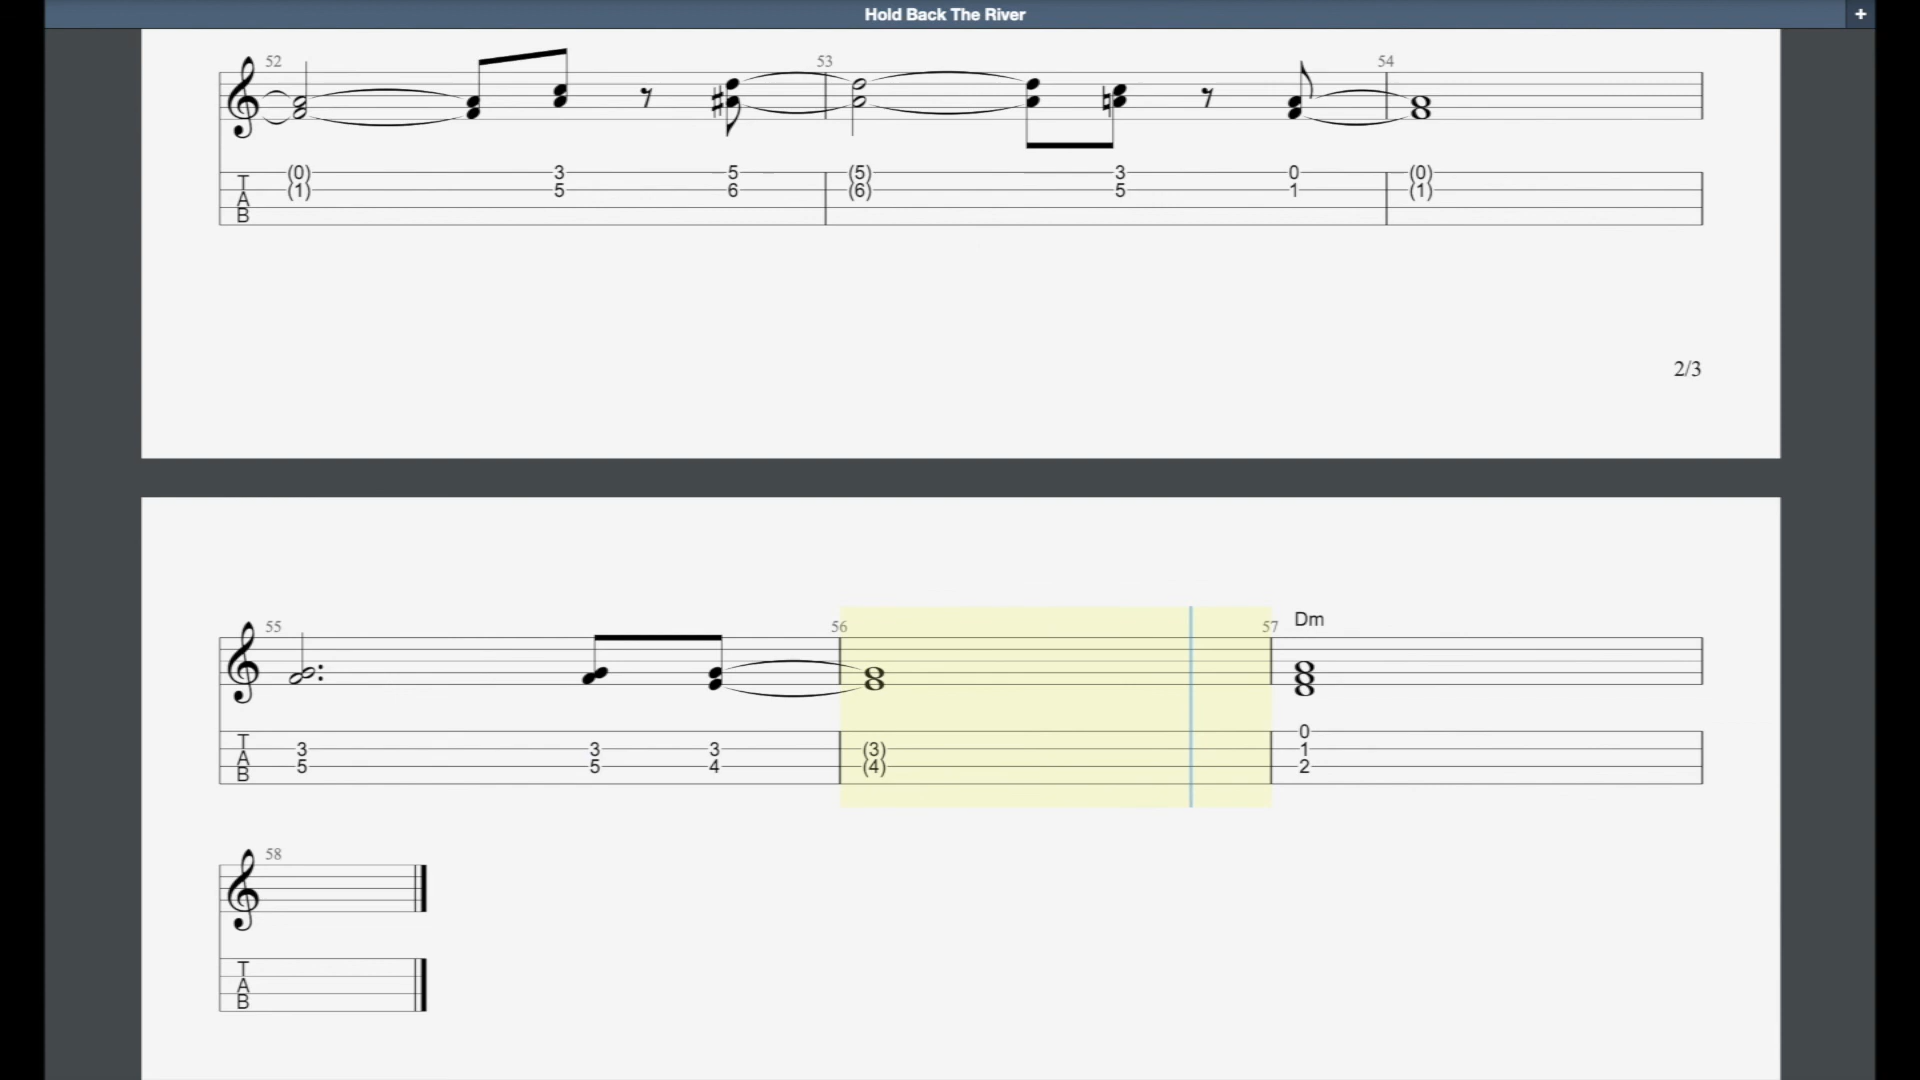 Hold Back The River
+
52 53 54
T (0) 3 5 (5) 3 0 (0)
A (1) 5 6 (6) 5 1 (1)
B
2/3
Dm
55 56 57
T 0
A 3 3 3 (3) 1
B 5 5 4 (4) 2
58
T
A
B